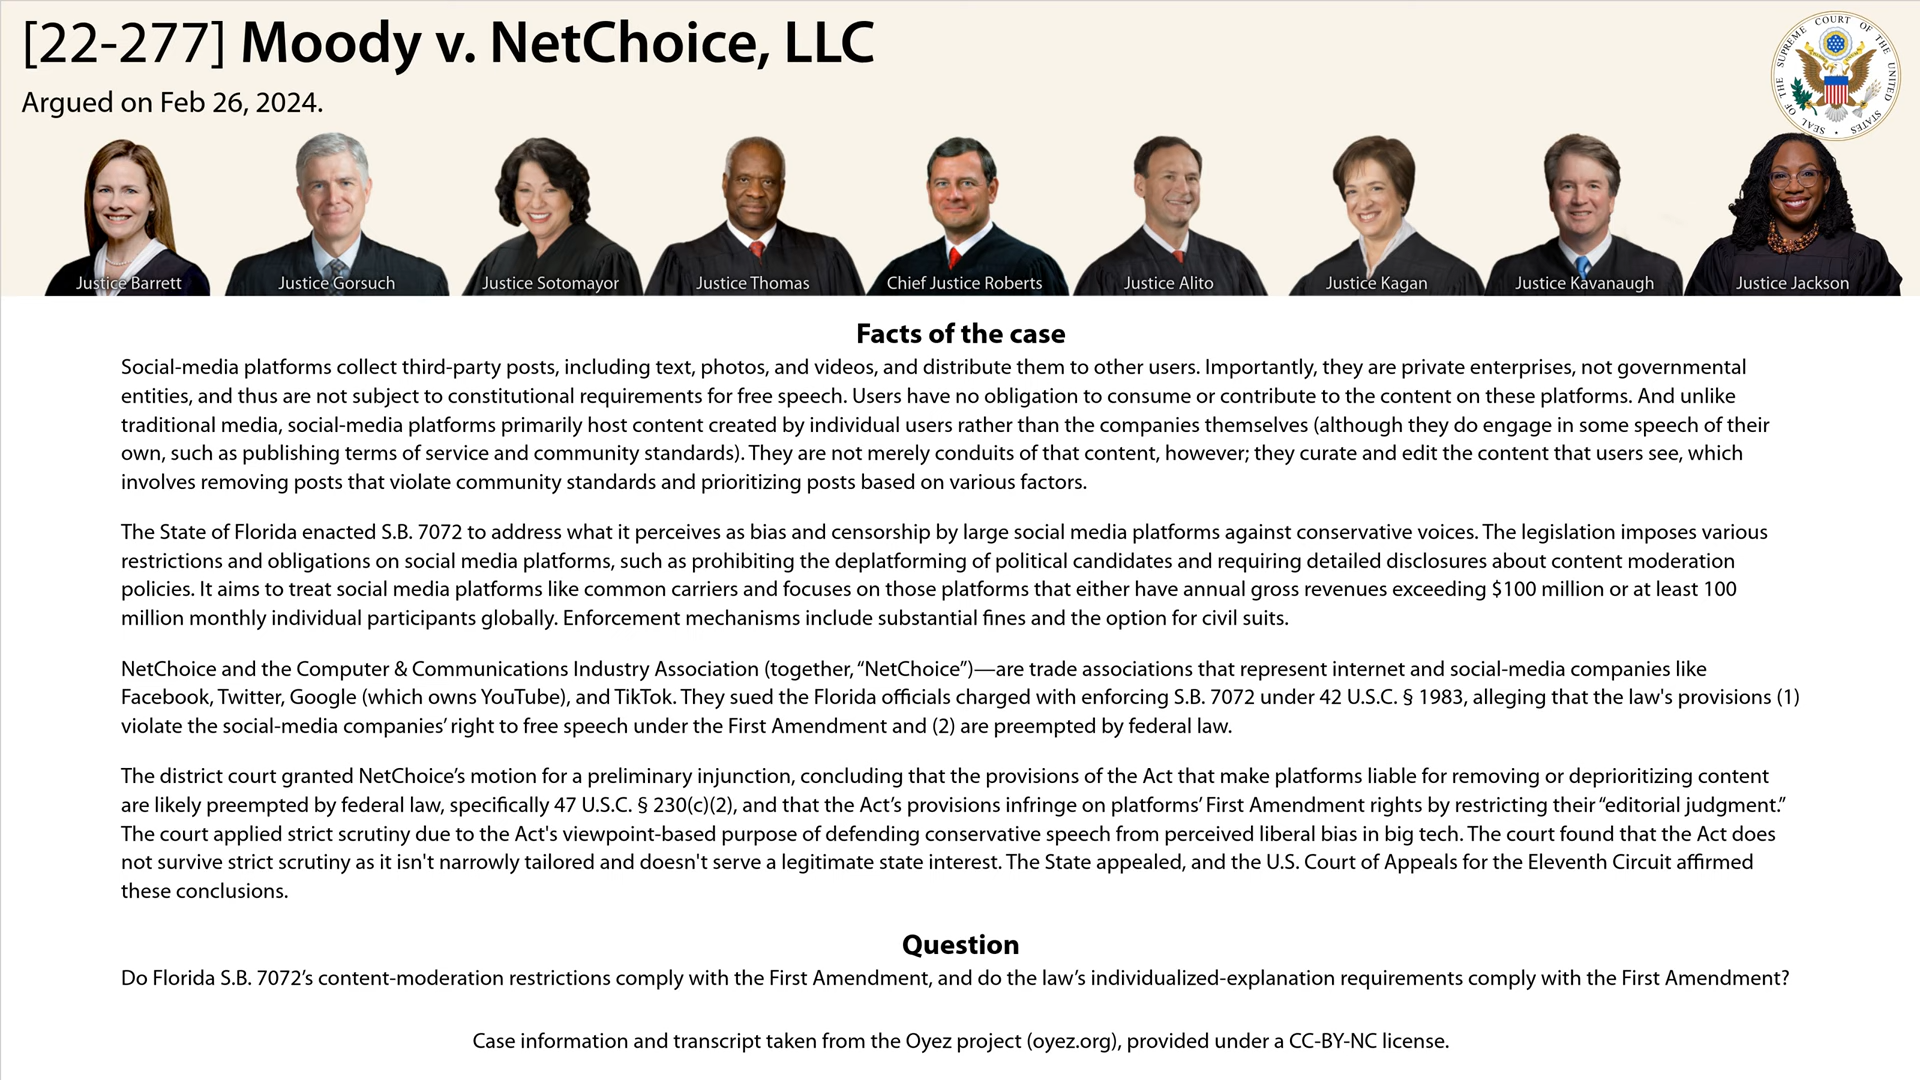 [22-277] Moody v. NetChoice, LLC
Argued on Feb 26, 2024.
SEAL OF THE SUPREME COURT OF THE UNITED STATES
Justice Barrett
Justice Gorsuch
Justice Sotomayor
Justice Thomas
Chief Justice Roberts
Justice Alito
Justice Kagan
Justice Kavanaugh
Justice Jackson
Facts of the case
Social-media platforms collect third-party posts, including text, photos, and videos, and distribute them to other users. Importantly, they are private enterprises, not governmental
entities, and thus are not subject to constitutional requirements for free speech. Users have no obligation to consume or contribute to the content on these platforms. And unlike
traditional media, social-media platforms primarily host content created by individual users rather than the companies themselves (although they do engage in some speech of their
own, such as publishing terms of service and community standards). They are not merely conduits of that content, however; they curate and edit the content that users see, which
involves removing posts that violate community standards and prioritizing posts based on various factors.
The State of Florida enacted S.B. 7072 to address what it perceives as bias and censorship by large social media platforms against conservative voices. The legislation imposes various
restrictions and obligations on social media platforms, such as prohibiting the deplatforming of political candidates and requiring detailed disclosures about content moderation
policies. It aims to treat social media platforms like common carriers and focuses on those platforms that either have annual gross revenues exceeding $100 million or at least 100
million monthly individual participants globally. Enforcement mechanisms include substantial fines and the option for civil suits.
NetChoice and the Computer & Communications Industry Association (together, “NetChoice”)—are trade associations that represent internet and social-media companies like
Facebook, Twitter, Google (which owns YouTube), and TikTok. They sued the Florida officials charged with enforcing S.B. 7072 under 42 U.S.C. § 1983, alleging that the law's provisions (1)
violate the social-media companies’ right to free speech under the First Amendment and (2) are preempted by federal law.
The district court granted NetChoice’s motion for a preliminary injunction, concluding that the provisions of the Act that make platforms liable for removing or deprioritizing content
are likely preempted by federal law, specifically 47 U.S.C. § 230(c)(2), and that the Act’s provisions infringe on platforms’ First Amendment rights by restricting their “editorial judgment.”
The court applied strict scrutiny due to the Act's viewpoint-based purpose of defending conservative speech from perceived liberal bias in big tech. The court found that the Act does
not survive strict scrutiny as it isn't narrowly tailored and doesn't serve a legitimate state interest. The State appealed, and the U.S. Court of Appeals for the Eleventh Circuit affirmed
these conclusions.
Question
Do Florida S.B. 7072’s content-moderation restrictions comply with the First Amendment, and do the law’s individualized-explanation requirements comply with the First Amendment?
Case information and transcript taken from the Oyez project (oyez.org), provided under a CC-BY-NC license.